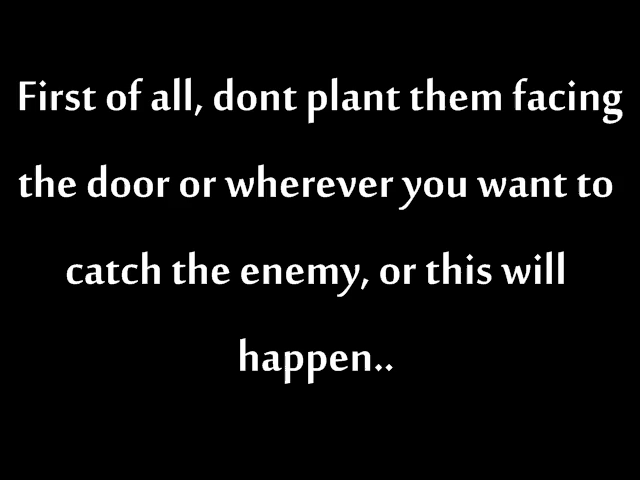 First of all, dont plant them facing
the door or wherever you want to
catch the enemy, or this will
happen..